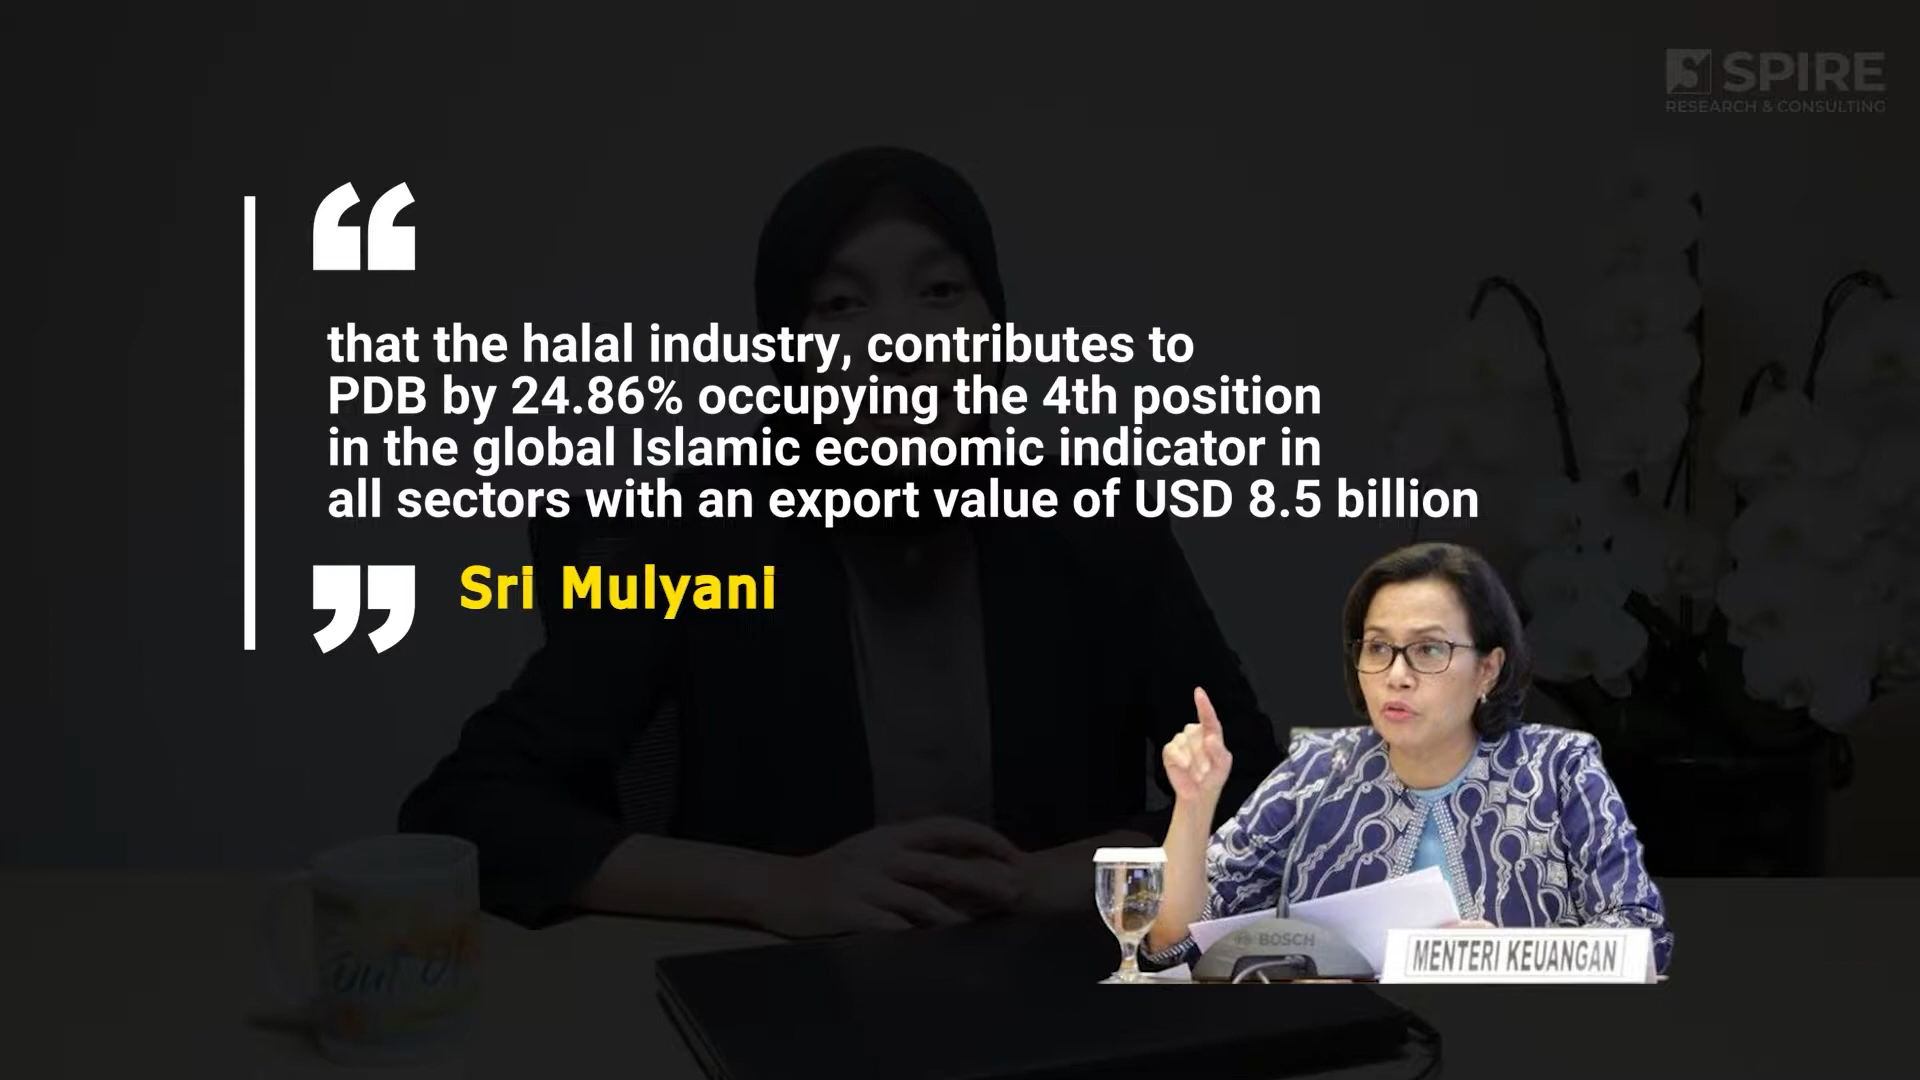 SPIRE
RESEARCH & CONSULTING
that the halal industry, contributes to
PDB by 24.86% occupying the 4th position
in the global Islamic economic indicator in
all sectors with an export value of USD 8.5 billion
Sri Mulyani
BOSCH
MENTERI KEUANGAN